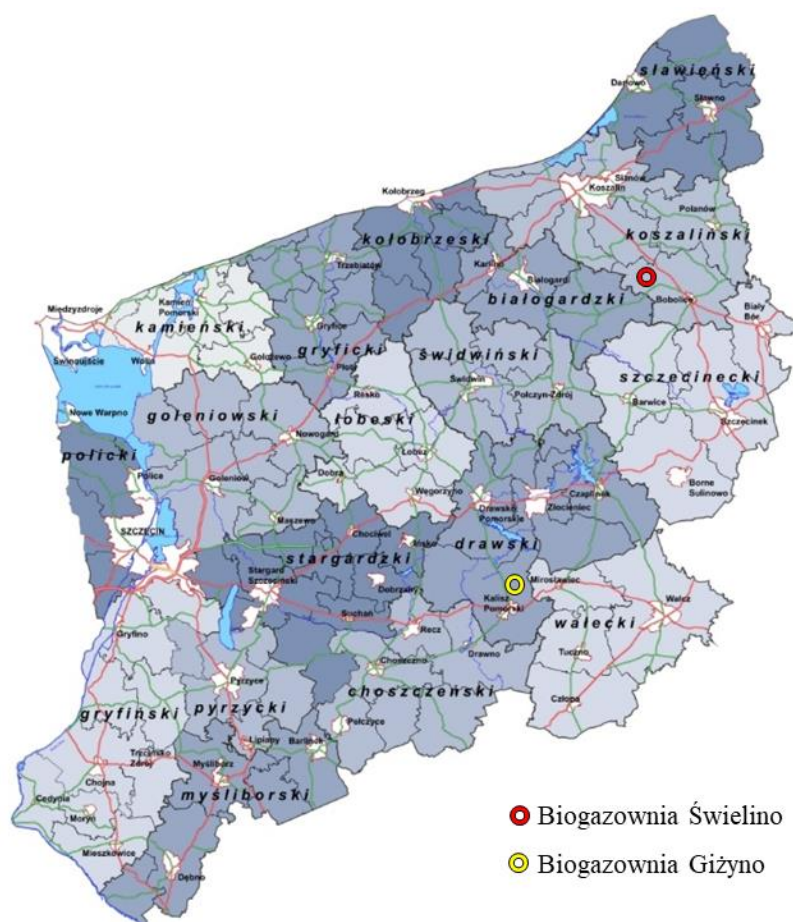 sławieński
Darłowo
Sławno
Sianów
Koszalin
Polanów
Kołobrzeg
koszaliński
kołobrzeski
Trzebiatów
Karlino
Białogard
białogardzki
Bobolice
Biały
Bór
Międzyzdroje
Kamień
Pomorski
kamieński
Gryfice
gryficki
Świnoujście
Wolin
Golczewo
Płoty
świdwiński
Świdwin
Połczyn-Zdrój
szczecinecki
Barwice
Szczecinek
Nowe Warpno
Resko
goleniowski
łobeski
Nowogard
Łobez
policki
Police
Goleniów
Dobra
Węgorzyno
Borne
Sulinowo
Czaplinek
Złocieniec
Drawsko
Pomorskie
Maszewo
SZCZECIN
Chociwel
Ińsko
drawski
stargardzki
Stargard
Szczeciński
Dobrzany
Mirosławiec
Kalisz
Pomorski
Suchań
Wałcz
wałecki
Recz
Gryfino
Drawno
Tuczno
Choszczno
Pyrzyce
choszczeński
Człopa
gryfiński
pyrzycki
Pełczyce
Lipiany
Barlinek
Trzcińsko
Zdrój
Myślibórz
Chojna
myśliborski
Cedynia
Moryń
Mieszkowice
Dębno
Biogazownia Świelino
Biogazownia Giżyno